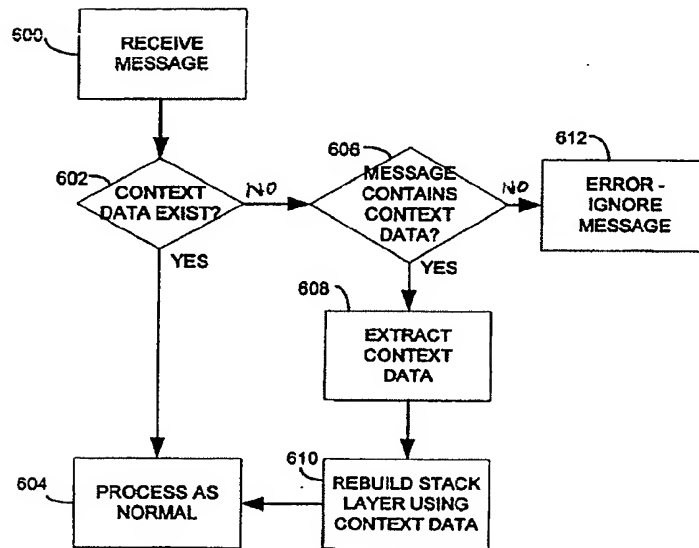 600
RECEIVE
MESSAGE
602
CONTEXT
DATA EXIST?
NO
YES
606
MESSAGE
CONTAINS
CONTEXT
DATA?
NO
YES
612
ERROR -
IGNORE
MESSAGE
608
EXTRACT
CONTEXT
DATA
604
PROCESS AS
NORMAL
610
REBUILD STACK
LAYER USING
CONTEXT DATA